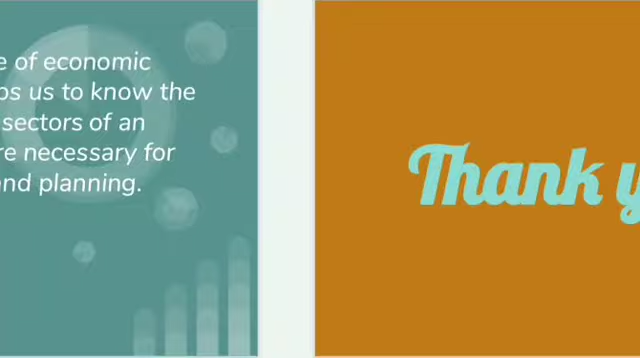 e of economic
ps us to know the
sectors of an
re necessary for
nd planning.
Thank y